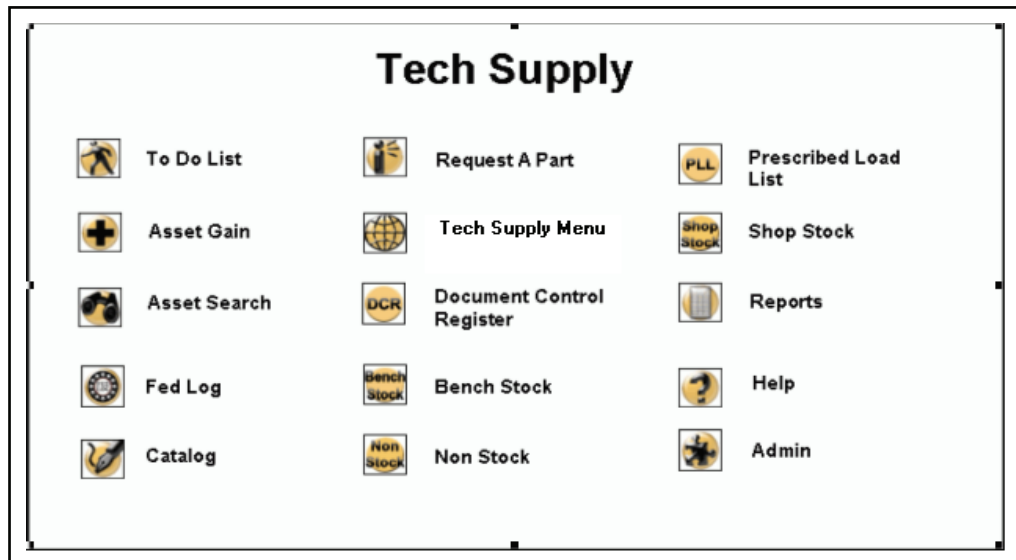 Tech Supply
To Do List
Request A Part
PLL
Prescribed Load
List
Asset Gain
Tech Supply Menu
Shop
Stock
Shop Stock
Asset Search
DCR
Document Control
Register
Reports
Fed Log
Bench
Stock
Bench Stock
Help
Catalog
Non
Stock
Non Stock
Admin